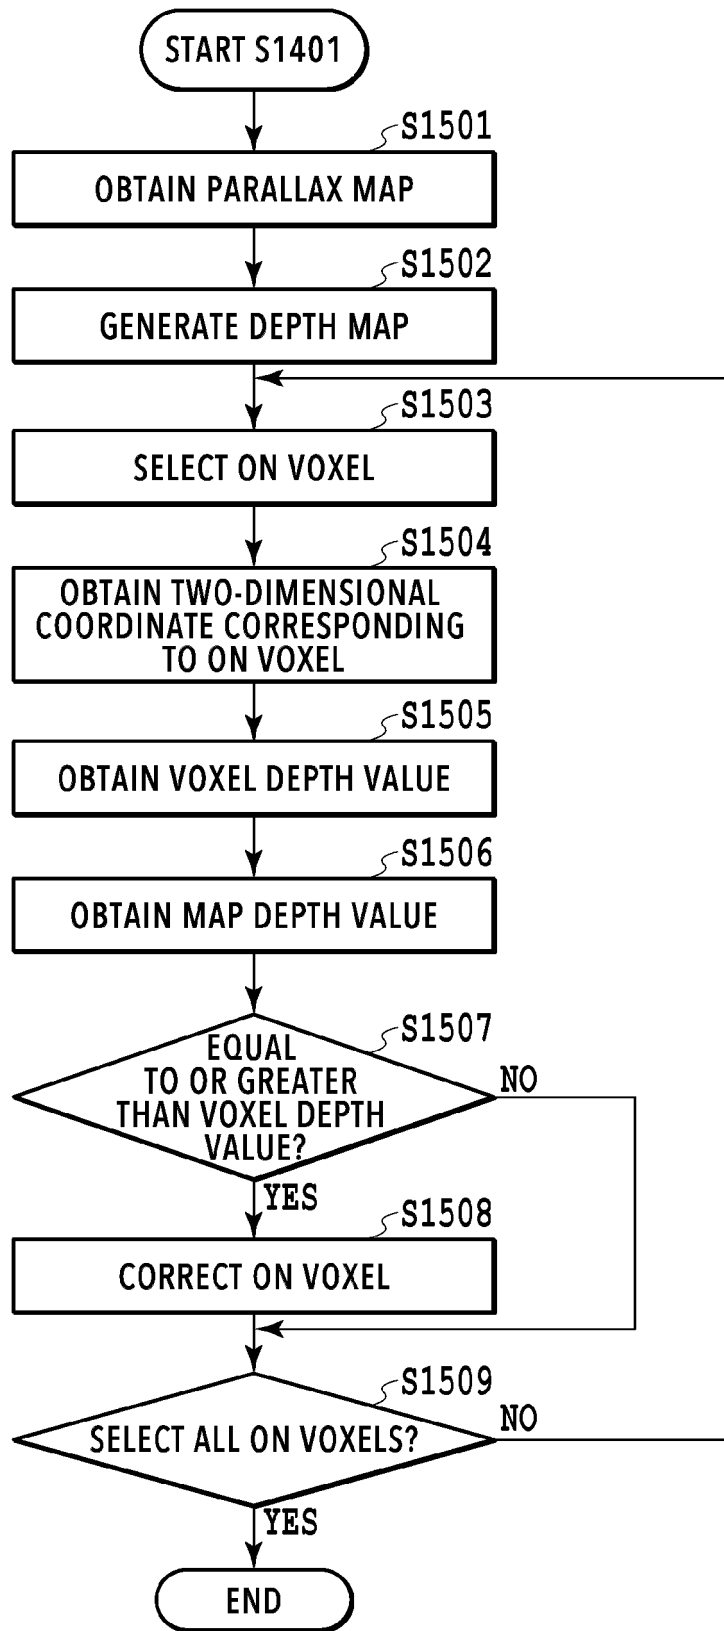 START S1401
S1501
OBTAIN PARALLAX MAP
S1502
GENERATE DEPTH MAP
S1503
SELECT ON VOXEL
S1504
OBTAIN TWO-DIMENSIONAL
COORDINATE CORRESPONDING
TO ON VOXEL
S1505
OBTAIN VOXEL DEPTH VALUE
S1506
OBTAIN MAP DEPTH VALUE
S1507
EQUAL
TO OR GREATER
THAN VOXEL DEPTH
VALUE?
NO
YES
S1508
CORRECT ON VOXEL
S1509
SELECT ALL ON VOXELS?
NO
YES
END